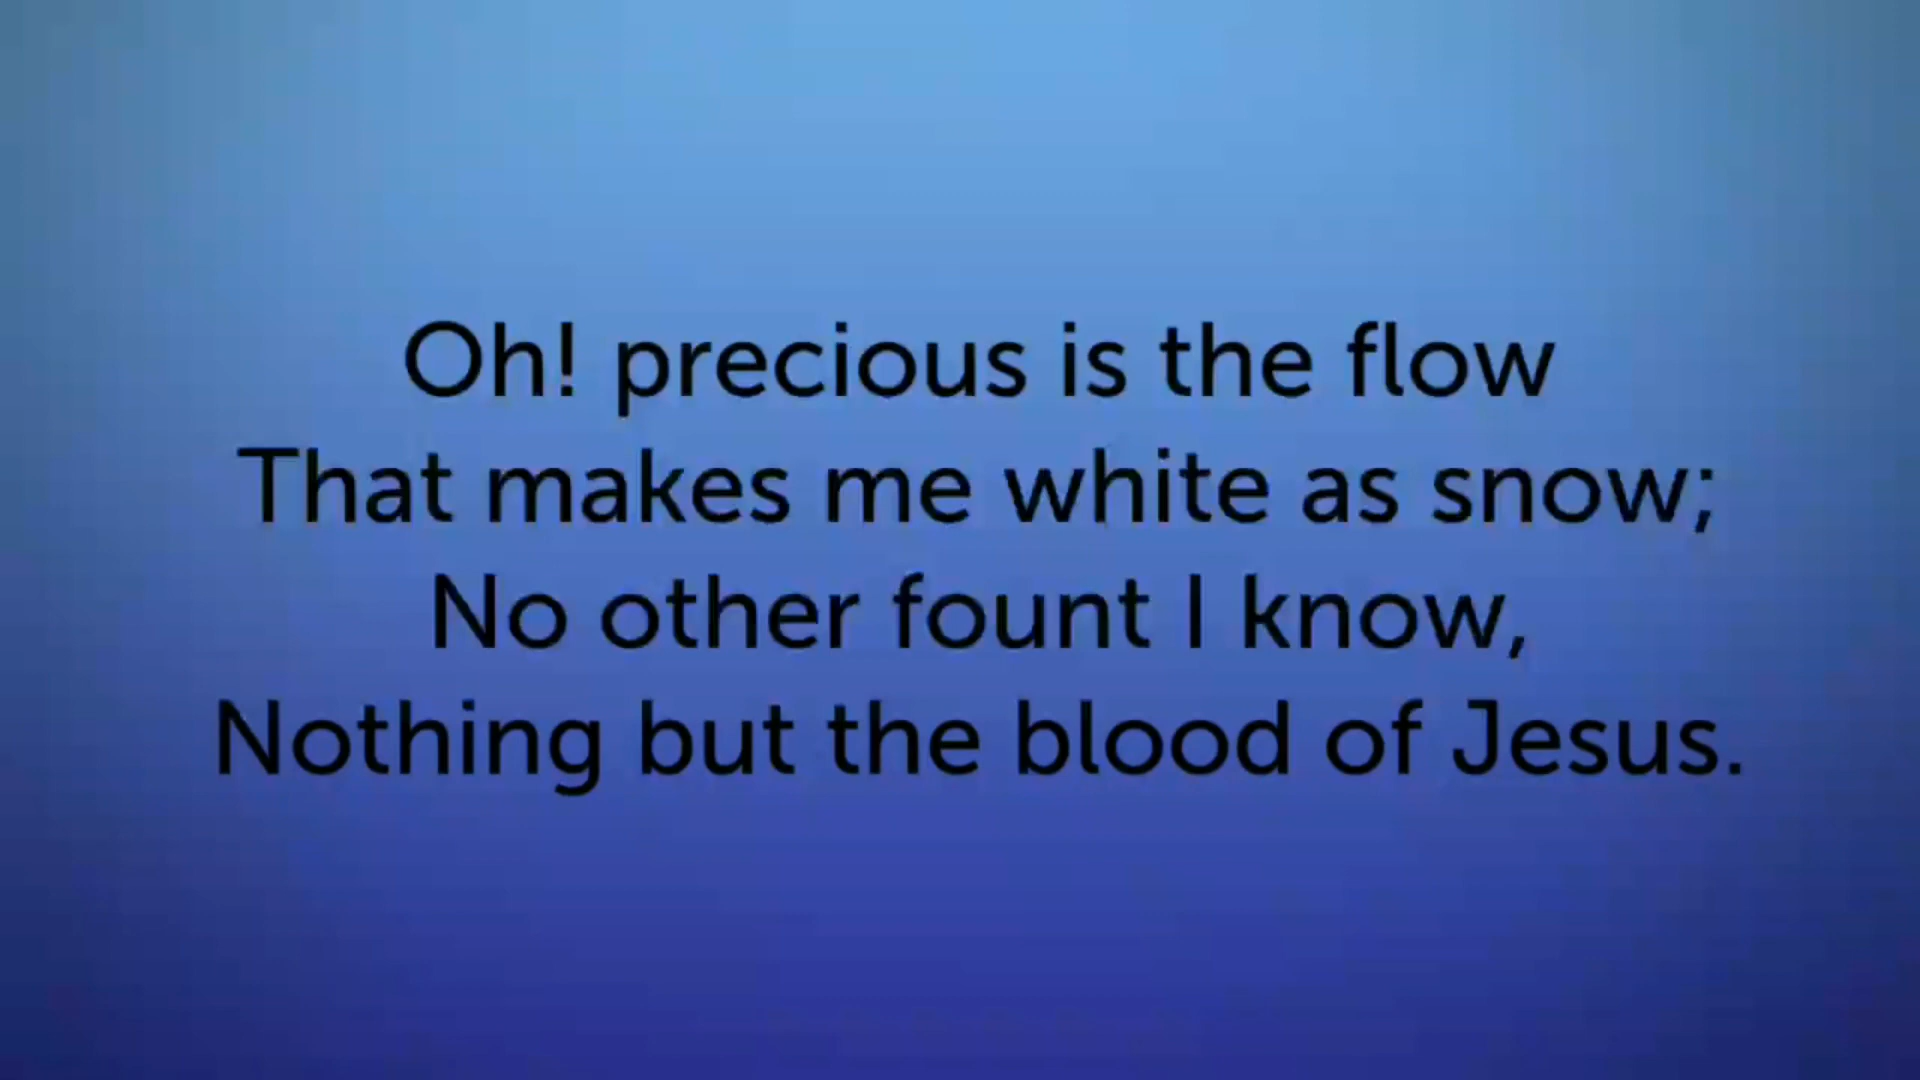 Oh! precious is the flow
That makes me white as snow;
No other fount I know,
Nothing but the blood of Jesus.